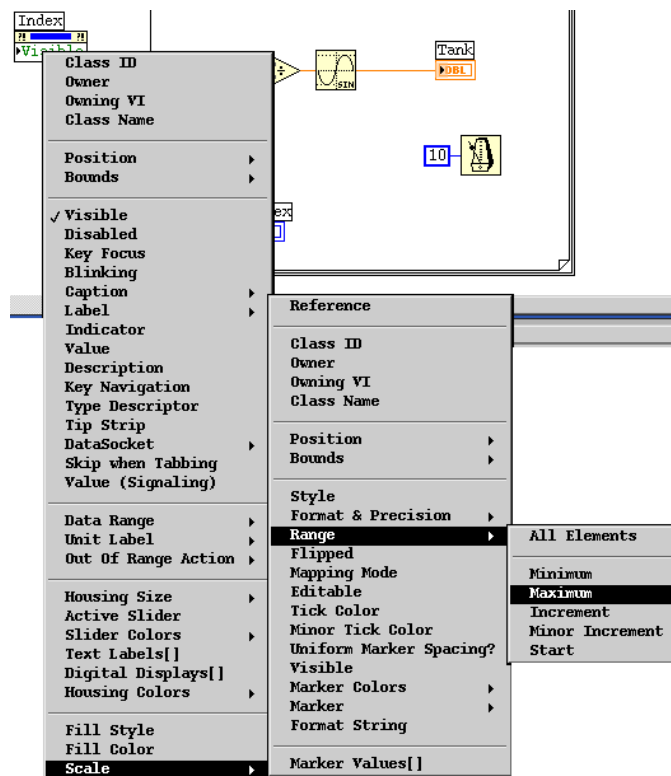 Index
?! ?!
Visible
÷
SIN
Tank
DBL
10
ex
Class ID
Owner
Owning VI
Class Name
Position
Bounds
✓ Visible
Disabled
Key Focus
Blinking
Caption
Label
Indicator
Value
Description
Key Navigation
Type Descriptor
Tip Strip
DataSocket
Skip when Tabbing
Value (Signaling)
Data Range
Unit Label
Out Of Range Action
Housing Size
Active Slider
Slider Colors
Text Labels[]
Digital Displays[]
Housing Colors
Fill Style
Fill Color
Scale
Reference
Class ID
Owner
Owning VI
Class Name
Position
Bounds
Style
Format & Precision
Range
Flipped
Mapping Mode
Editable
Tick Color
Minor Tick Color
Uniform Marker Spacing?
Visible
Marker Colors
Marker
Format String
Marker Values[]
All Elements
Minimum
Maximum
Increment
Minor Increment
Start